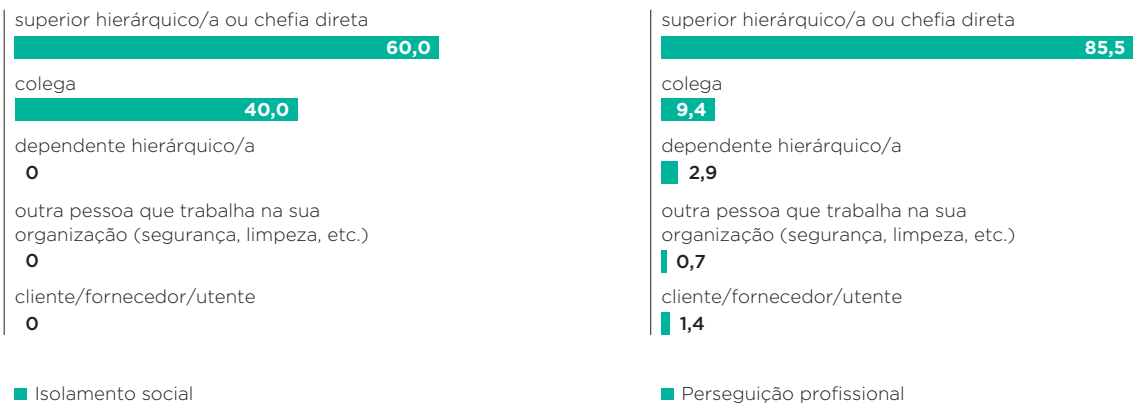 superior hierárquico/a ou chefia direta
60,0
colega
40,0
dependente hierárquico/a
0
outra pessoa que trabalha na sua
organização (segurança, limpeza, etc.)
0
cliente/fornecedor/utente
0
Isolamento social
superior hierárquico/a ou chefia direta
85,5
colega
9,4
dependente hierárquico/a
2,9
outra pessoa que trabalha na sua
organização (segurança, limpeza, etc.)
0,7
cliente/fornecedor/utente
1,4
Perseguição profissional